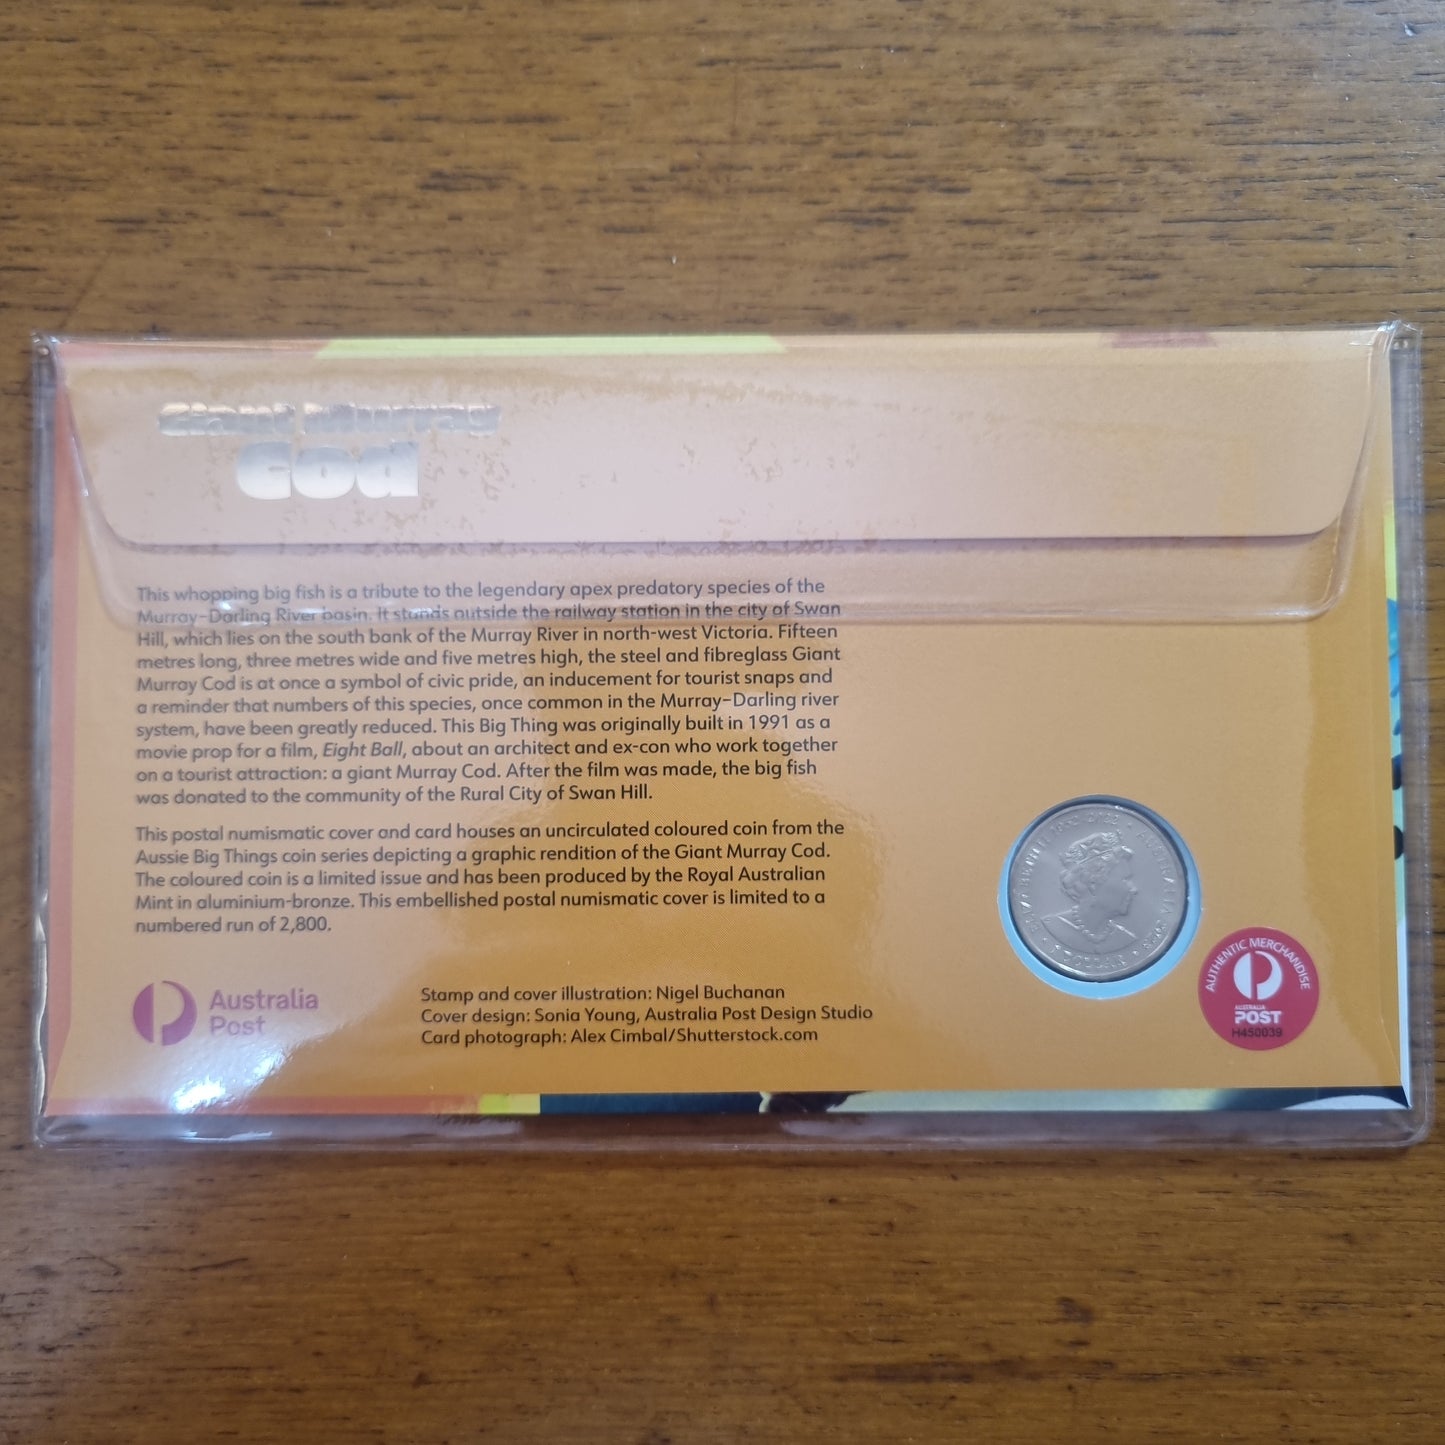 Giant Murray
Cod
This whopping big fish is a tribute to the legendary apex predatory species of the
Murray–Darling River basin. It stands outside the railway station in the city of Swan
Hill, which lies on the south bank of the Murray River in north-west Victoria. Fifteen
metres long, three metres wide and five metres high, the steel and fibreglass Giant
Murray Cod is at once a symbol of civic pride, an inducement for tourist snaps and
a reminder that numbers of this species, once common in the Murray–Darling river
system, have been greatly reduced. This Big Thing was originally built in 1991 as a
movie prop for a film, Eight Ball, about an architect and ex-con who work together
on a tourist attraction: a giant Murray Cod. After the film was made, the big fish
was donated to the community of the Rural City of Swan Hill.
This postal numismatic cover and card houses an uncirculated coloured coin from the
Aussie Big Things coin series depicting a graphic rendition of the Giant Murray Cod.
The coloured coin is a limited issue and has been produced by the Royal Australian
Mint in aluminium-bronze. This embellished postal numismatic cover is limited to a
numbered run of 2,800.
Australia
Post
Stamp and cover illustration: Nigel Buchanan
Cover design: Sonia Young, Australia Post Design Studio
Card photograph: Alex Cimbal/Shutterstock.com
ELIZABETH II 1952-2022 • AUSTRALIA
DOLLAR
AUTHENTIC MERCHANDISE
AUSTRALIA
POST
H450039